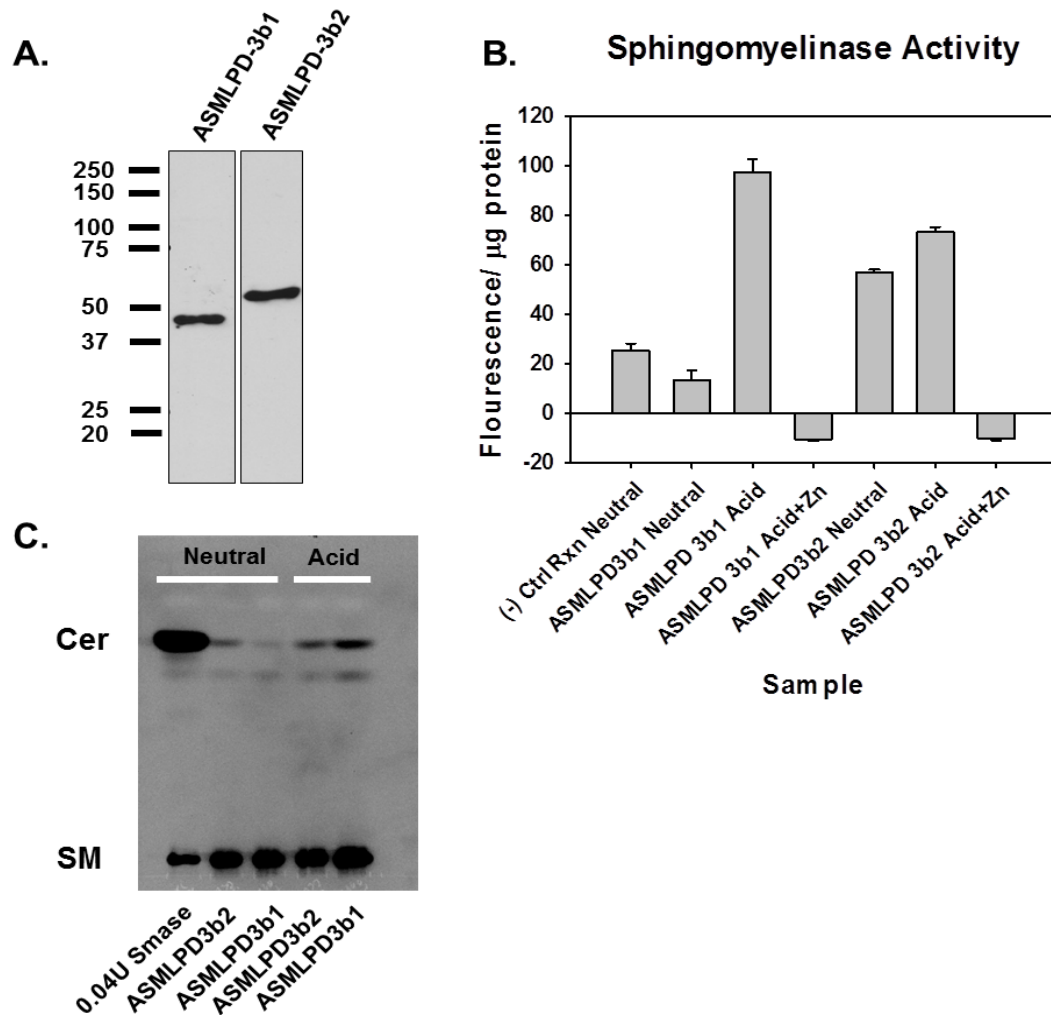 A.
ASMLPD-3b1
ASMLPD-3b2
250
150
100
75
50
37
25
20
B.
Sphingomyelinase Activity
Flourescence/ µg protein
120
100
80
60
40
20
0
-20
(-) Ctrl Rxn Neutral
ASMLPD3b1 Neutral
ASMLPD 3b1 Acid
ASMLPD 3b1 Acid+Zn
ASMLPD3b2 Neutral
ASMLPD 3b2 Acid
ASMLPD 3b2 Acid+Zn
Sample
C.
Neutral
Acid
Cer
SM
0.04U Smase
ASMLPD3b2
ASMLPD3b1
ASMLPD3b2
ASMLPD3b1